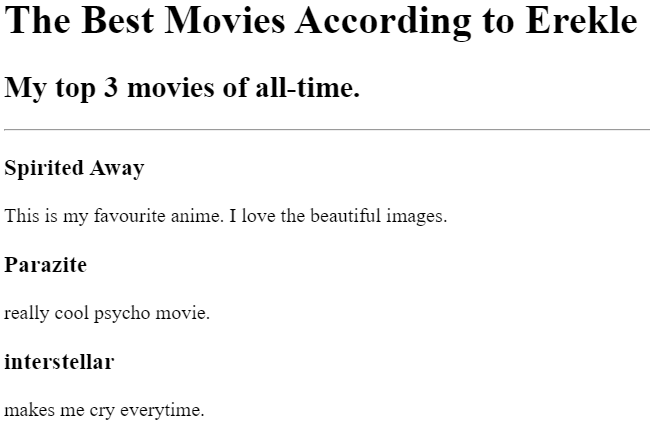 The Best Movies According to Erekle
My top 3 movies of all-time.
Spirited Away
This is my favourite anime. I love the beautiful images.
Parazite
really cool psycho movie.
interstellar
makes me cry everytime.